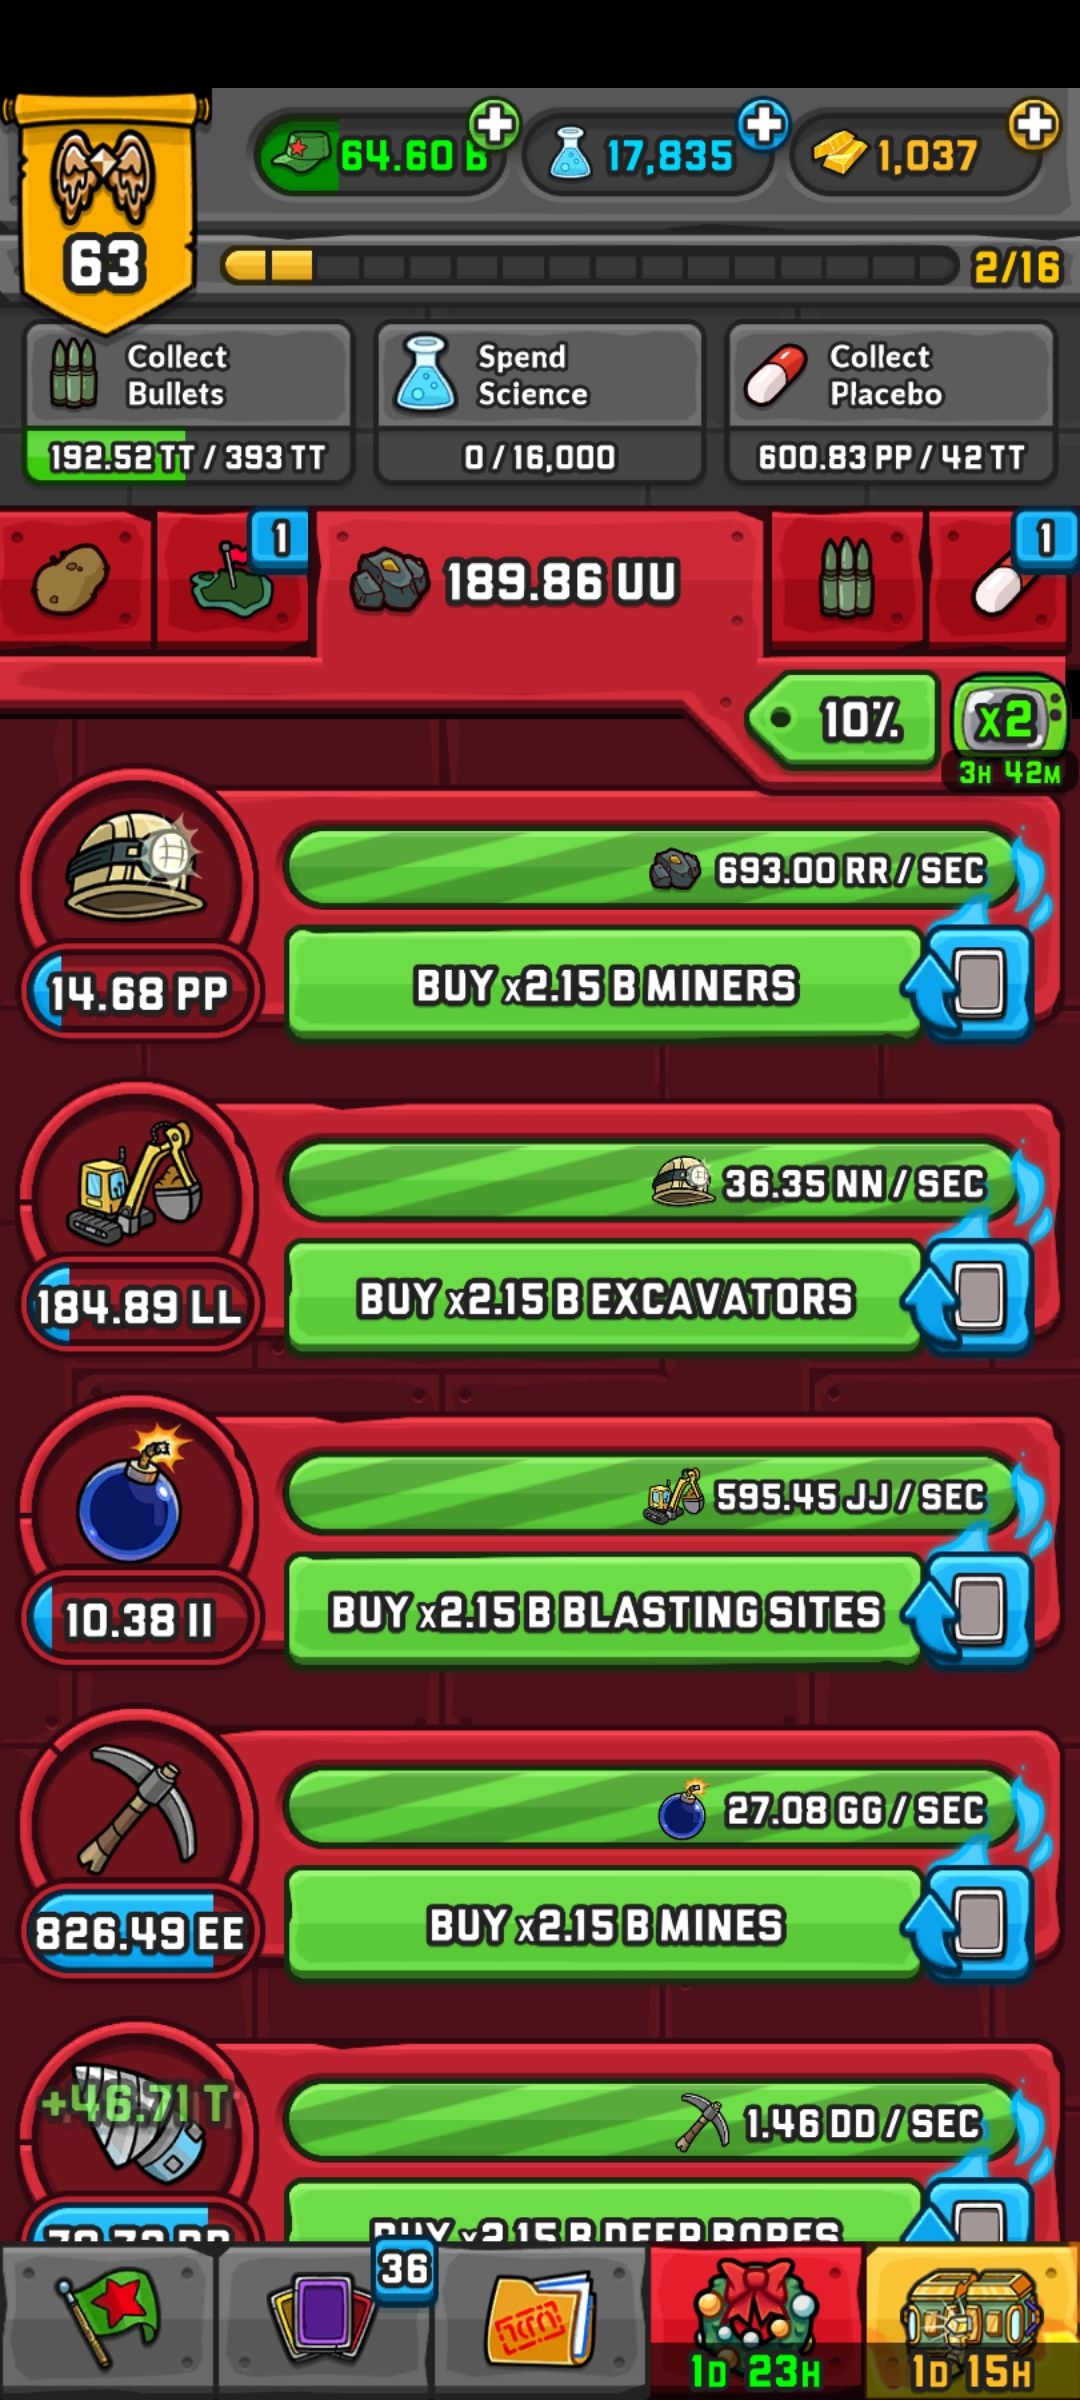 64.60 B
17,835
1,037
63
2/16
Collect
Bullets
192.52 TT / 393 TT
Spend
Science
0 / 16,000
Collect
Placebo
600.83 PP / 42 TT
1
189.86 UU
1
10%
x2
3H 42M
693.00 RR / SEC
14.68 PP
BUY x2.15 B MINERS
36.35 NN / SEC
184.89 LL
BUY x2.15 B EXCAVATORS
595.45 JJ / SEC
10.38 II
BUY x2.15 B BLASTING SITES
27.08 GG / SEC
826.49 EE
BUY x2.15 B MINES
+46.71 T
1.46 DD / SEC
BUY x2.15 B DEEP BORES
36
1D 23H
1D 15H